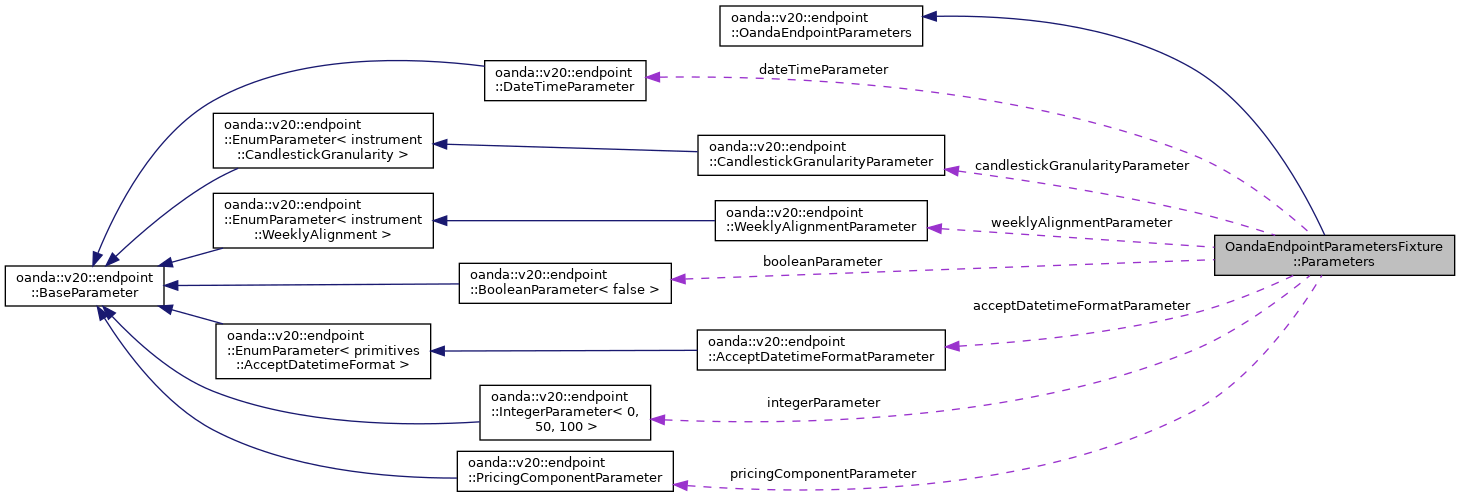 oanda::v20::endpoint
::OandaEndpointParameters
dateTimeParameter
oanda::v20::endpoint
::DateTimeParameter
oanda::v20::endpoint
::EnumParameter< instrument
::CandlestickGranularity >
oanda::v20::endpoint
::CandlestickGranularityParameter
candlestickGranularityParameter
oanda::v20::endpoint
::EnumParameter< instrument
::WeeklyAlignment >
oanda::v20::endpoint
::WeeklyAlignmentParameter
weeklyAlignmentParameter
OandaEndpointParametersFixture
::Parameters
booleanParameter
oanda::v20::endpoint
::BooleanParameter< false >
oanda::v20::endpoint
::BaseParameter
acceptDatetimeFormatParameter
oanda::v20::endpoint
::EnumParameter< primitives
::AcceptDatetimeFormat >
oanda::v20::endpoint
::AcceptDatetimeFormatParameter
oanda::v20::endpoint
::IntegerParameter< 0,
50, 100 >
integerParameter
oanda::v20::endpoint
::PricingComponentParameter
pricingComponentParameter